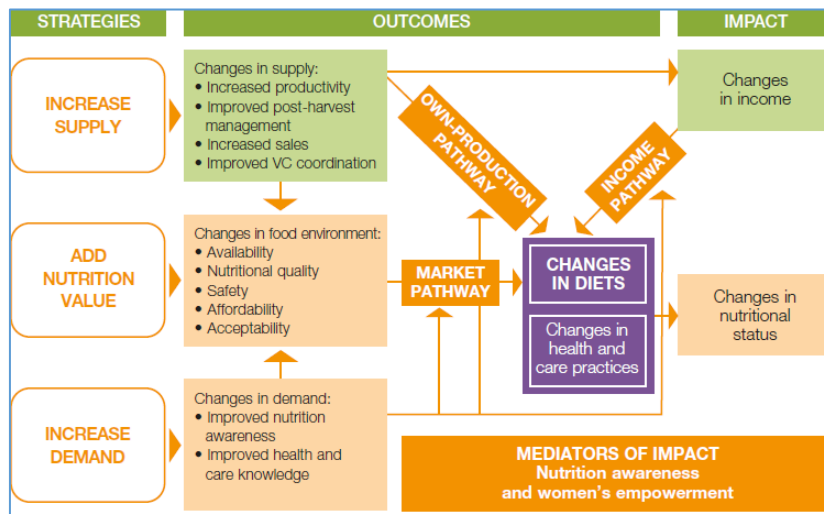 STRATEGIES
OUTCOMES
IMPACT
INCREASE
SUPPLY
Changes in supply:
• Increased productivity
• Improved post-harvest
management
• Increased sales
• Improved VC coordination
OWN-PRODUCTION
PATHWAY
INCOME
PATHWAY
Changes
in income
ADD
NUTRITION
VALUE
Changes in food environment:
• Availability
• Nutritional quality
• Safety
• Affordability
• Acceptability
MARKET
PATHWAY
CHANGES
IN DIETS
Changes in
health and
care practices
Changes in
nutritional
status
INCREASE
DEMAND
Changes in demand:
• Improved nutrition
awareness
• Improved health and
care knowledge
MEDIATORS OF IMPACT
Nutrition awareness
and women's empowerment